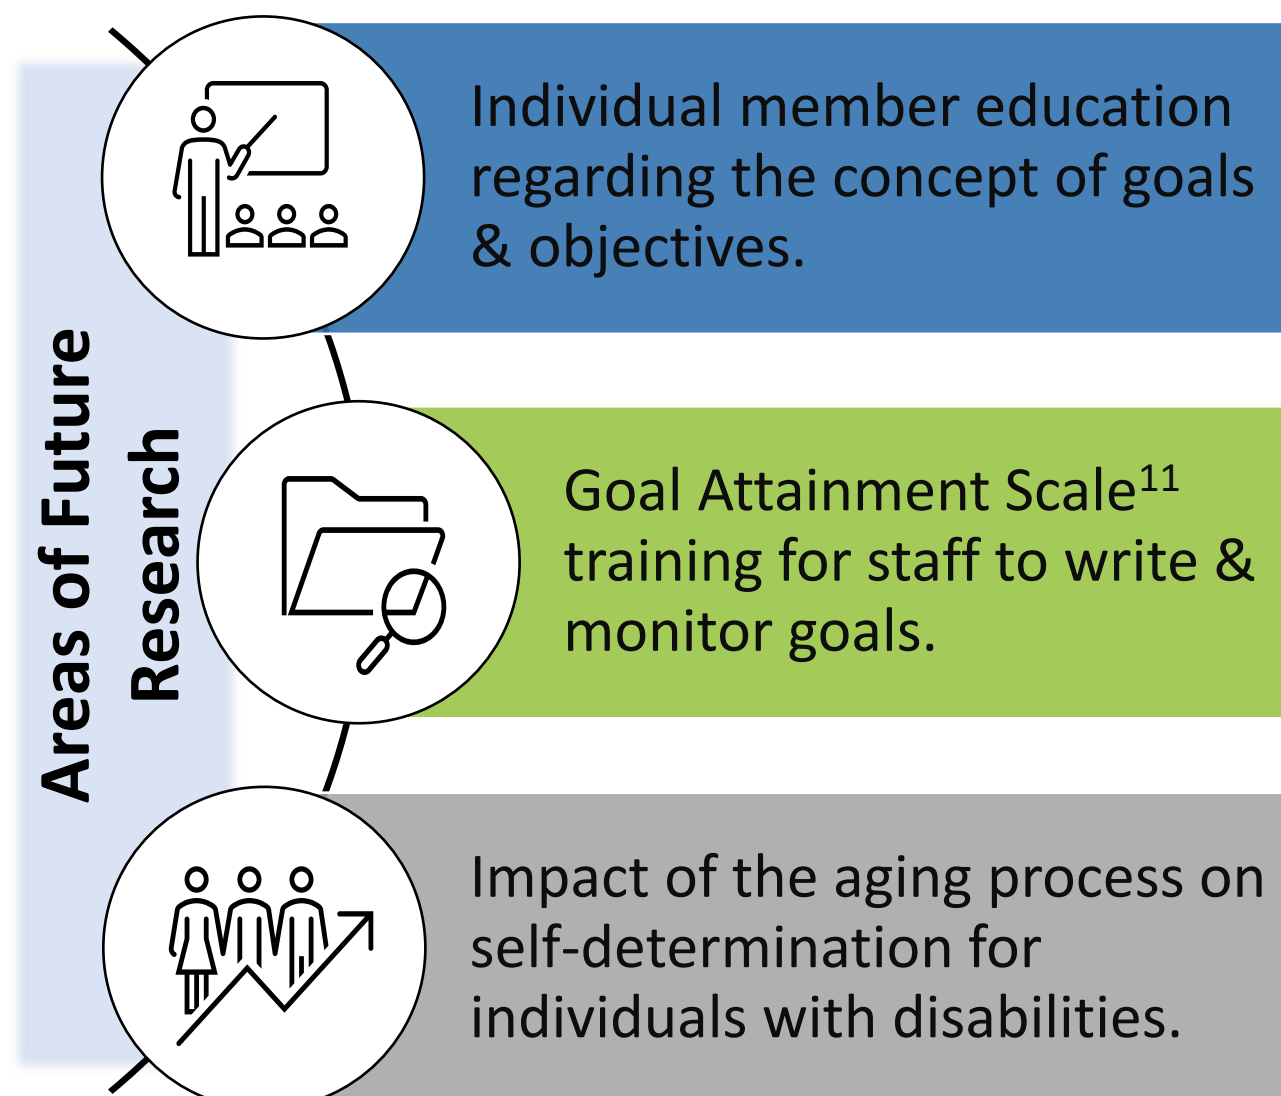 Areas of Future
Research
Individual member education
regarding the concept of goals
& objectives.
Goal Attainment Scale¹¹
training for staff to write &
monitor goals.
Impact of the aging process on
self-determination for
individuals with disabilities.